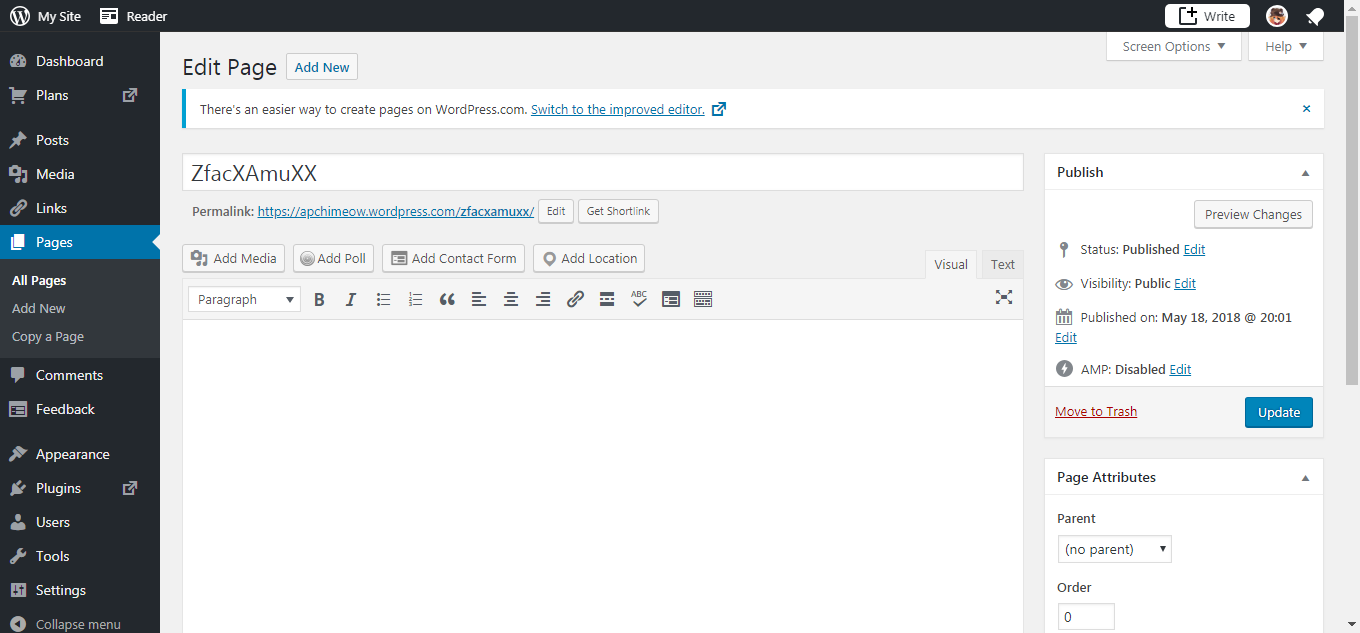 My Site
Reader
Write
Dashboard
Plans
Posts
Media
Links
Pages
All Pages
Add New
Copy a Page
Comments
Feedback
Appearance
Plugins
Users
Tools
Settings
Collapse menu
Screen Options
Help
Edit Page
Add New
There's an easier way to create pages on WordPress.com. Switch to the improved editor.
ZfacXAmuXX
Permalink: https://apchimeow.wordpress.com/zfacxamuxx/ Edit Get Shortlink
Add Media Add Poll Add Contact Form Add Location
Visual Text
Paragraph B I ABC
Publish
Preview Changes
Status: Published Edit
Visibility: Public Edit
Published on: May 18, 2018 @ 20:01
Edit
AMP: Disabled Edit
Move to Trash Update
Page Attributes
Parent
(no parent)
Order
0